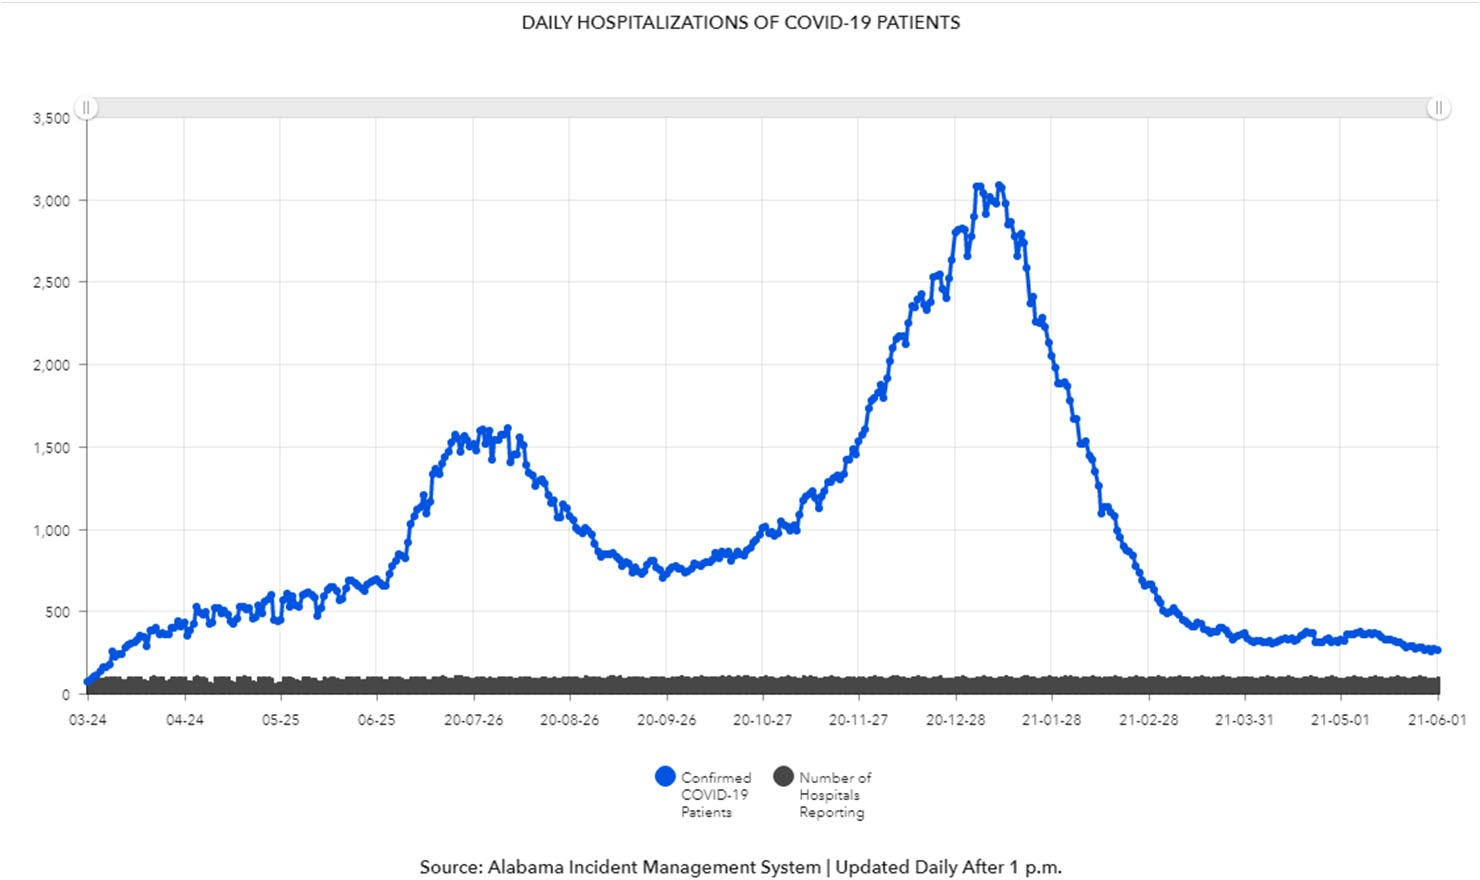 DAILY HOSPITALIZATIONS OF COVID-19 PATIENTS
3,500
3,000
2,500
2,000
1,500
1,000
500
0
03-24 04-24 05-25 06-25 20-07-26 20-08-26 20-09-26 20-10-27 20-11-27 20-12-28 21-01-28 21-02-28 21-03-31 21-05-01 21-06-01
Confirmed
COVID-19
Patients
Number of
Hospitals
Reporting
Source: Alabama Incident Management System | Updated Daily After 1 p.m.